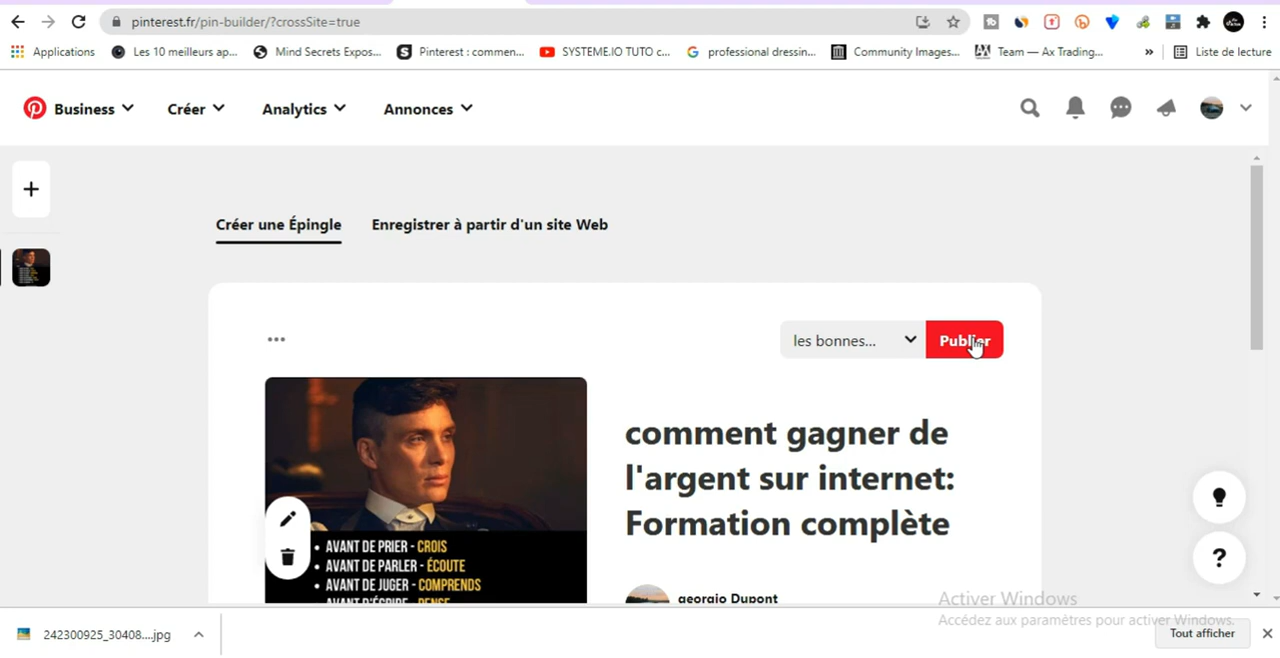 pinterest.fr/pin-builder/?crossSite=true
Applications
Les 10 meilleurs ap...
Mind Secrets Expos...
Pinterest : commen...
SYSTEME.IO TUTO c...
professional dressin...
Community Images...
Team — Ax Trading...
»
Liste de lecture
Business
Créer
Analytics
Annonces
Créer une Épingle
Enregistrer à partir d'un site Web
les bonnes...
Publier
comment gagner de
l'argent sur internet:
Formation complète
• AVANT DE PRIER - CROIS
• AVANT DE PARLER - ÉCOUTE
• AVANT DE JUGER - COMPRENDS
AVANT D'ÉCRIRE - PENSE
georgio Dupont
?
Activer Windows
Accédez aux paramètres pour activer Windows.
242300925_30408....jpg
Tout afficher